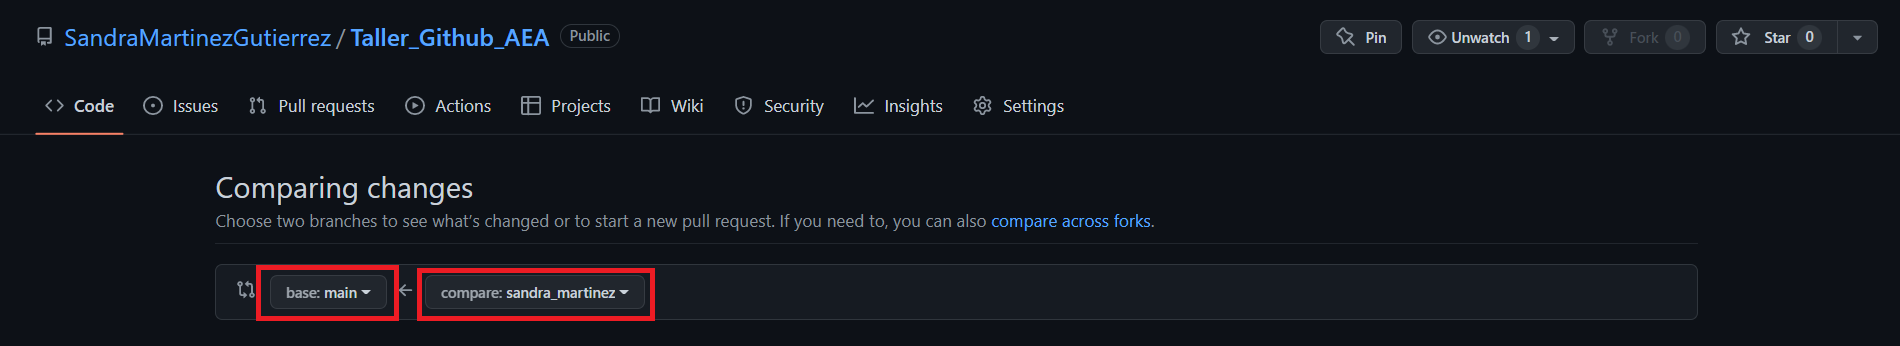 SandraMartinezGutierrez / Taller_Github_AEA Public Pin Unwatch 1 Fork 0 Star 0
Code Issues Pull requests Actions Projects Wiki Security Insights Settings
Comparing changes
Choose two branches to see what's changed or to start a new pull request. If you need to, you can also compare across forks.
base: main compare: sandra_martinez